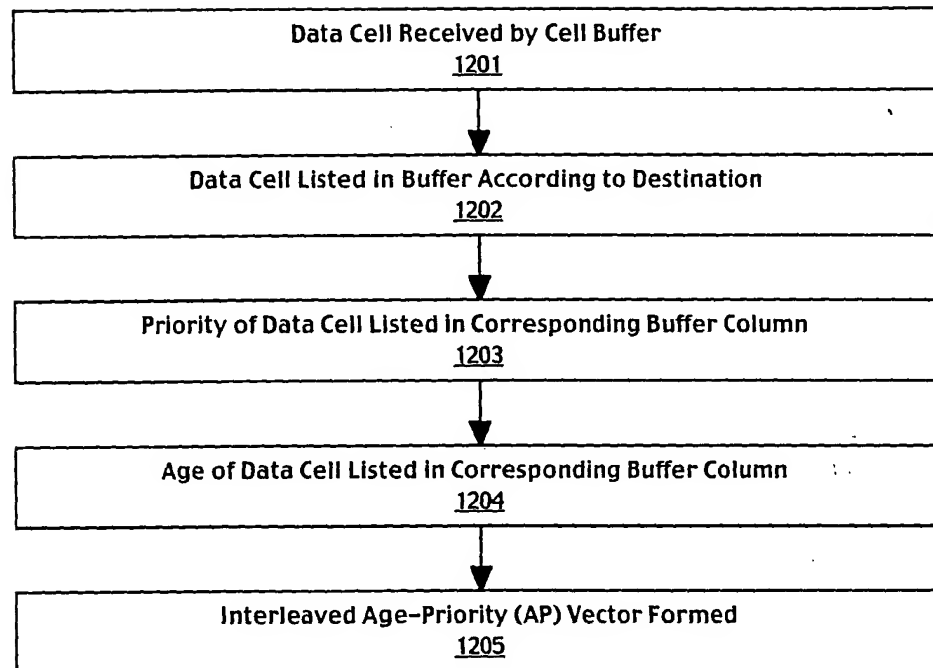 Data Cell Received by Cell Buffer
1201
Data Cell Listed in Buffer According to Destination
1202
Priority of Data Cell Listed in Corresponding Buffer Column
1203
Age of Data Cell Listed in Corresponding Buffer Column
1204
Interleaved Age-Priority (AP) Vector Formed
1205